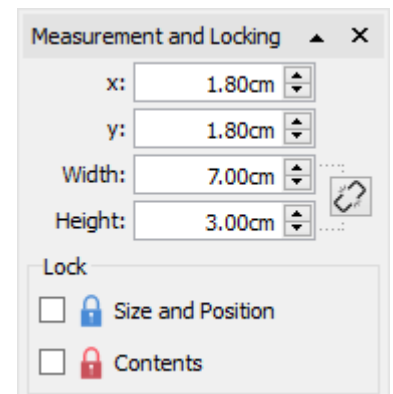 Measurement and Locking
x: 1.80cm
y: 1.80cm
Width: 7.00cm
Height: 3.00cm
Lock
Size and Position
Contents